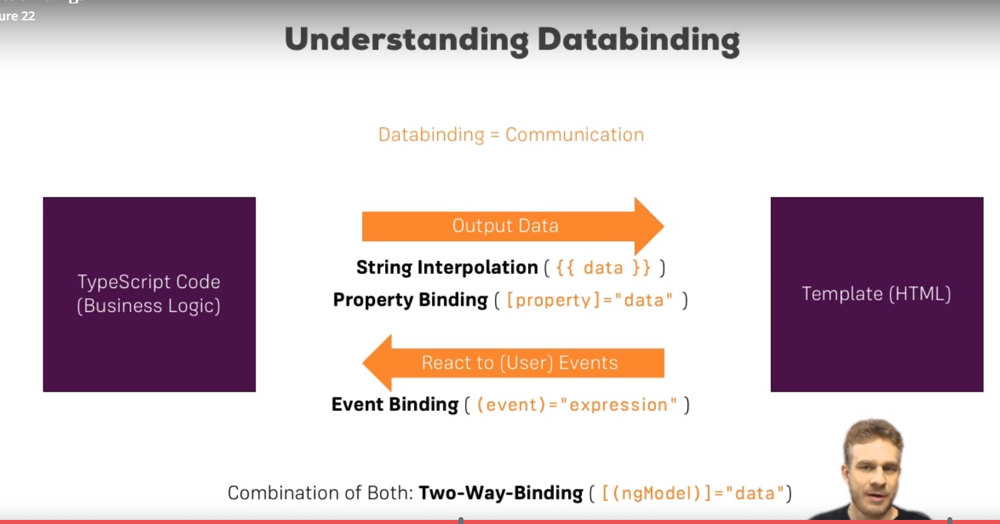 ure 22
Understanding Databinding
Databinding = Communication
Output Data
String Interpolation ( {{ data }} )
Property Binding ( [property]="data" )
TypeScript Code
(Business Logic)
Template (HTML)
React to (User) Events
Event Binding ( (event)="expression" )
Combination of Both: Two-Way-Binding ( [(ngModel)]="data")